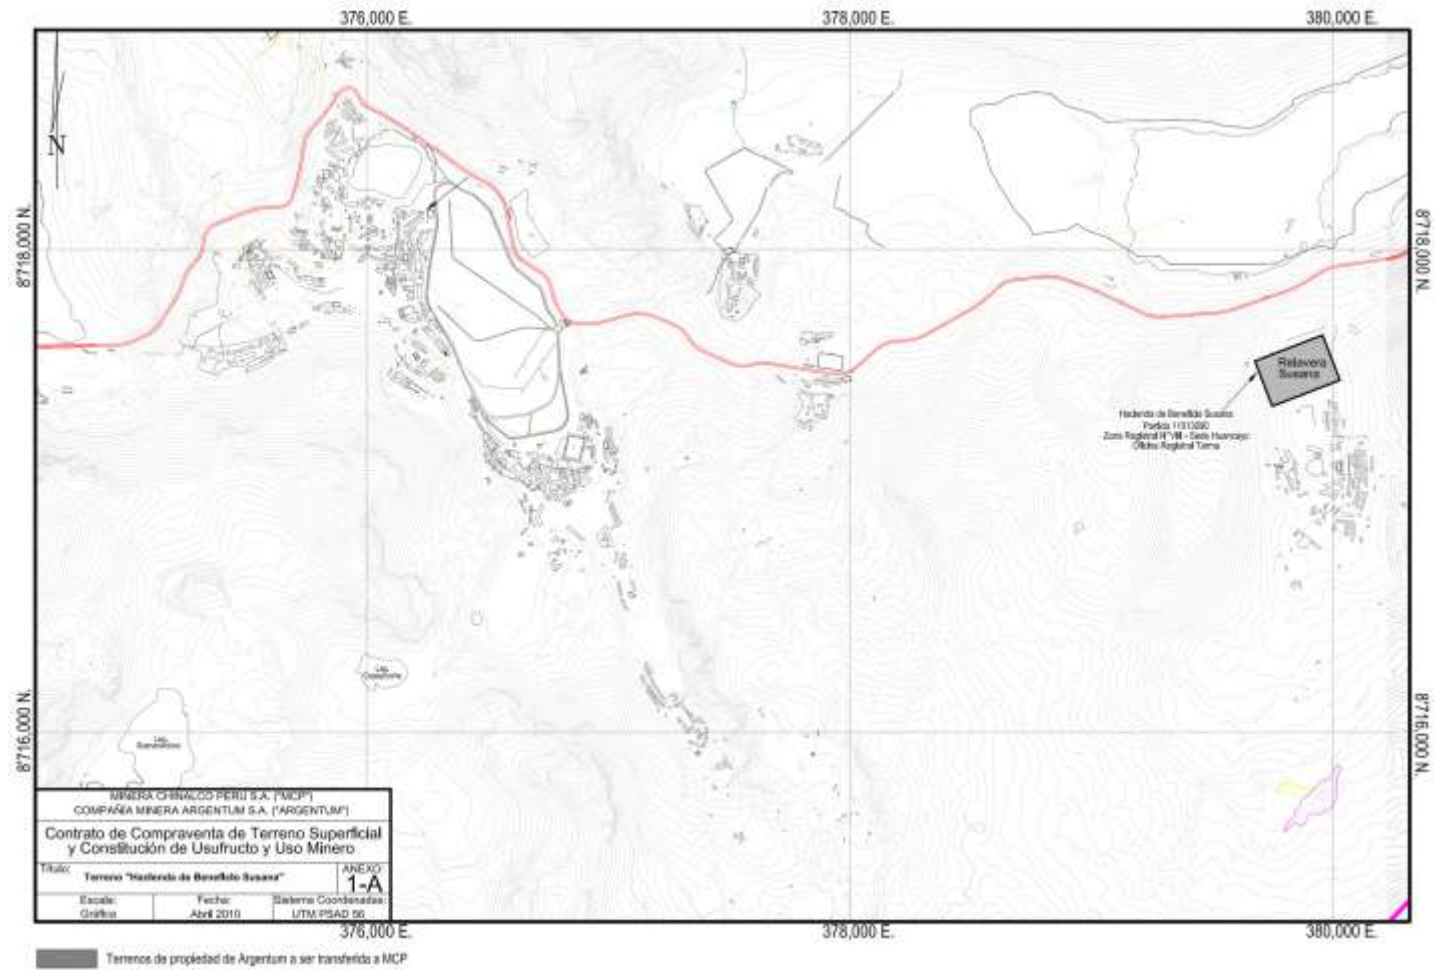 376,000 E.
378,000 E.
380,000 E.
N
8'718,000 N.
8'718,000 N.
Relavera
Susana
Hacienda de Beneficio Susana
Zona Registral N° VIII - Sede Huancayo
Oficina Registral Tarma
Lag.
Lag.
8'716,000 N.
8'716,000 N.
MINERA CHINALCO PERÚ S.A. ("MCP")
COMPAÑÍA MINERA ARGENTUM S.A. ("ARGENTUM")
Contrato de Compraventa de Terreno Superficial
y Constitución de Usufructo y Uso Minero
Título:
Terreno "Hacienda de Beneficio Susana"
ANEXO:
1-A
Escala:
Gráfica
Fecha:
Abril 2010
Sistema Coordenadas:
UTM PSAD 56
376,000 E.
378,000 E.
380,000 E.
Terrenos de propiedad de Argentum a ser transferida a MCP